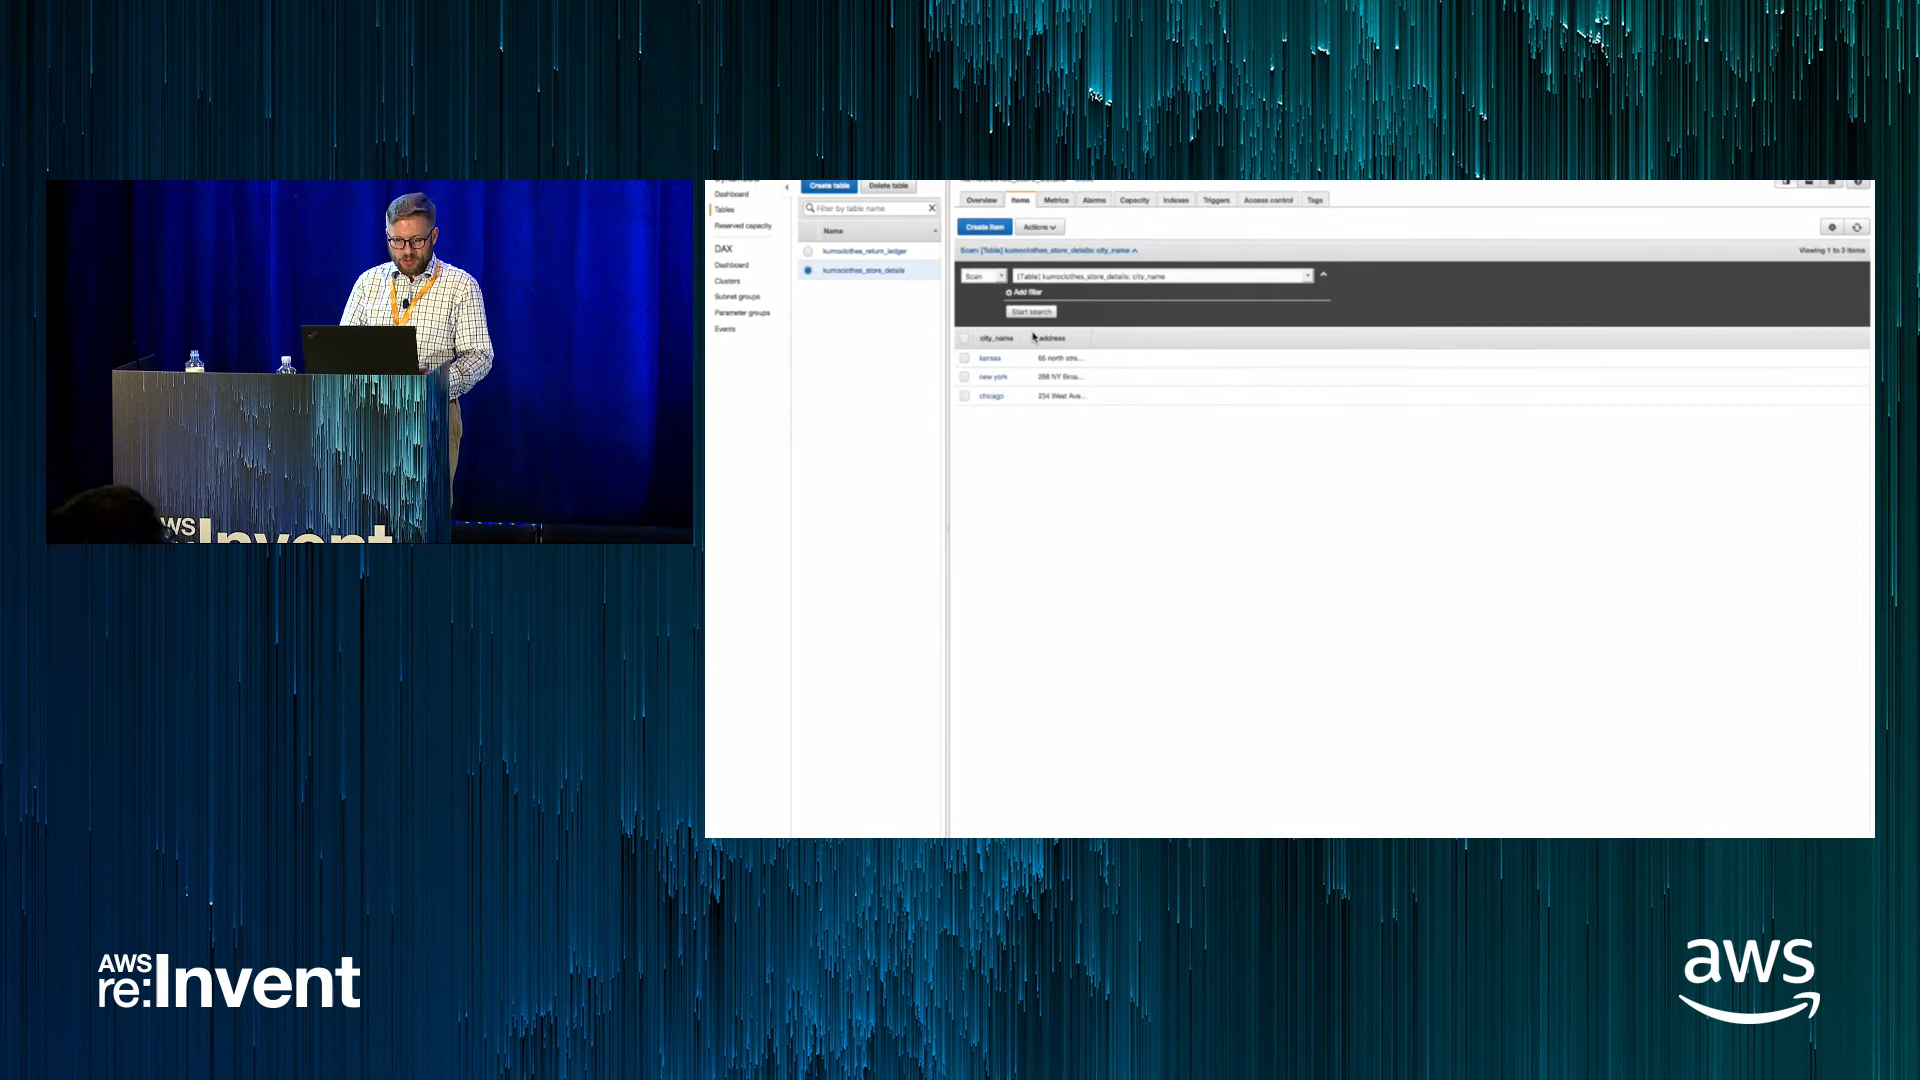 Dashboard
Tables
Reserved capacity
DAX
Dashboard
Clusters
Subnet groups
Parameter groups
Events
Create table
Delete table
Filter by table name
Name
kumoclothes_return_ledger
kumoclothes_store_details
Overview Items Metrics Alarms Capacity Indexes Triggers Access control Tags
Create item Actions
Scan: [Table] kumoclothes_store_details: city_name
Viewing 1 to 3 items
Scan [Table] kumoclothes_store_details: city_name
Add filter
Start search
city_name address
kansas 65 north stre...
new york 268 NY Broa...
chicago 234 West Ave...
WS
Invent
AWS
re:Invent
aws